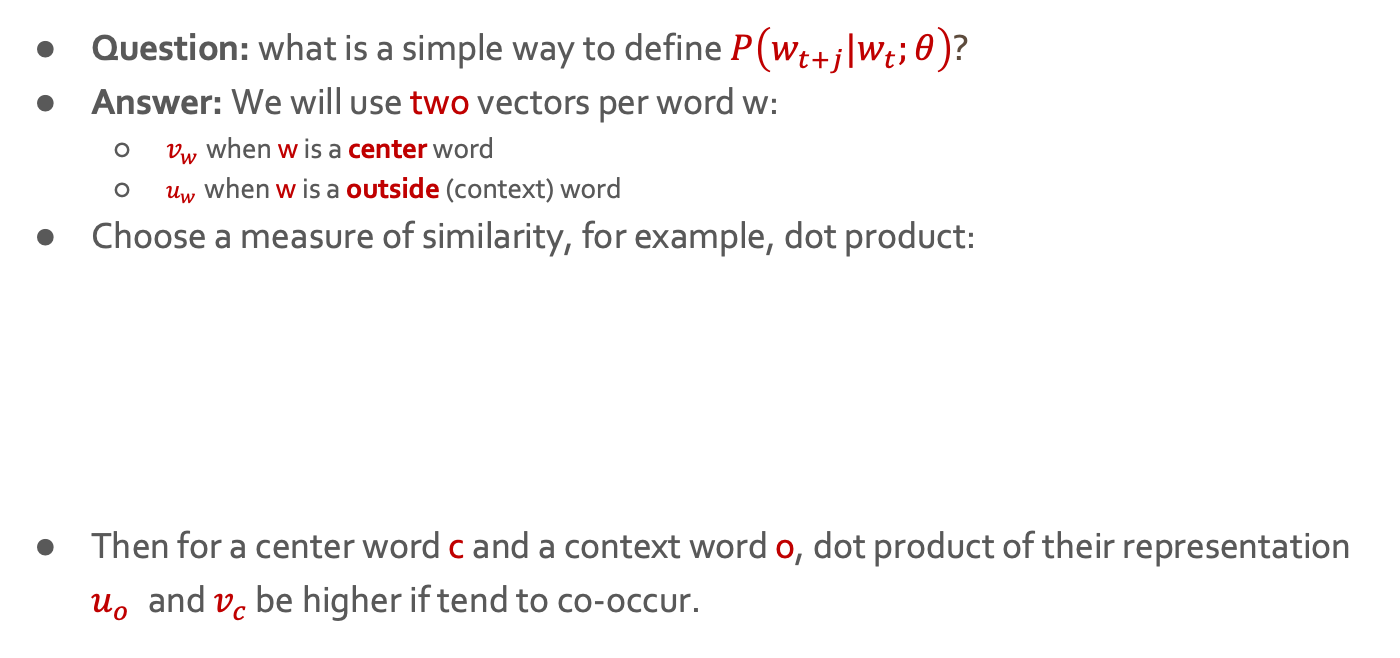 ● Question: what is a simple way to define P(w_{t+j}|w_t; θ)?
● Answer: We will use two vectors per word w:
○ v_w when w is a center word
○ u_w when w is a outside (context) word
● Choose a measure of similarity, for example, dot product:
● Then for a center word c and a context word o, dot product of their representation
u_o and v_c be higher if tend to co-occur.